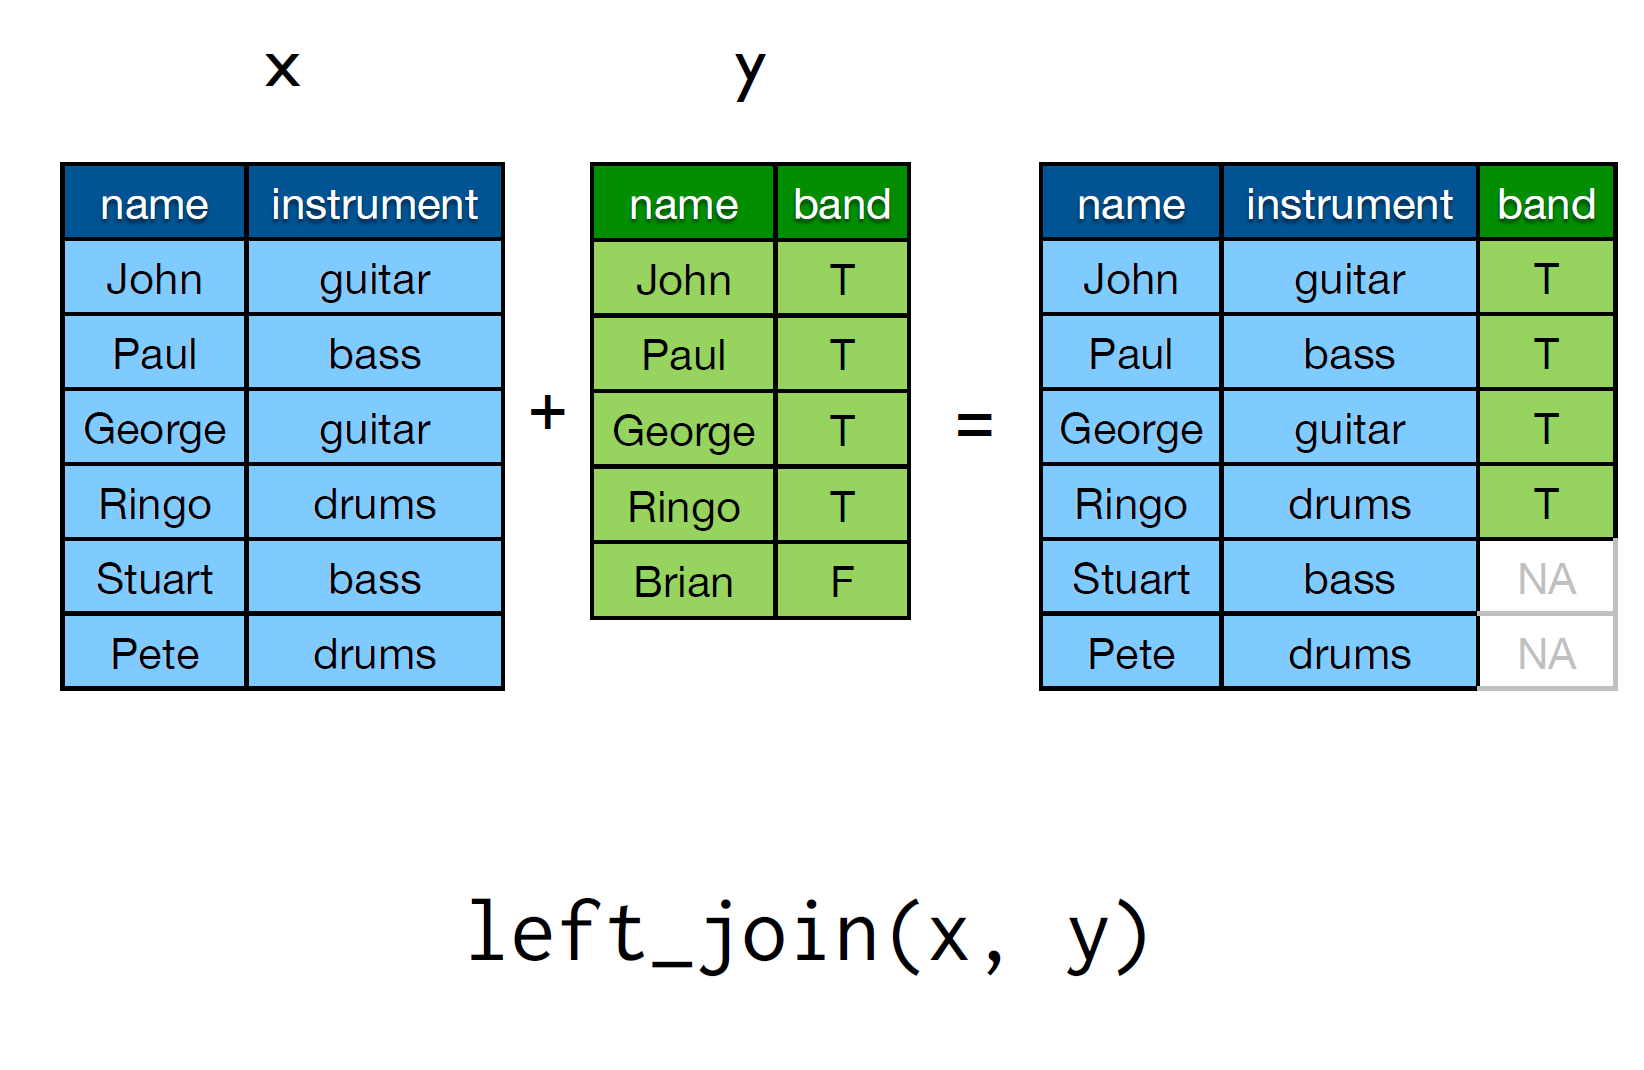 x y
name instrument name band name instrument band
John guitar John T John guitar T
Paul bass Paul T Paul bass T
George guitar + George T = George guitar T
Ringo drums Ringo T Ringo drums T
Stuart bass Brian F Stuart bass NA
Pete drums Pete drums NA
left_join(x, y)